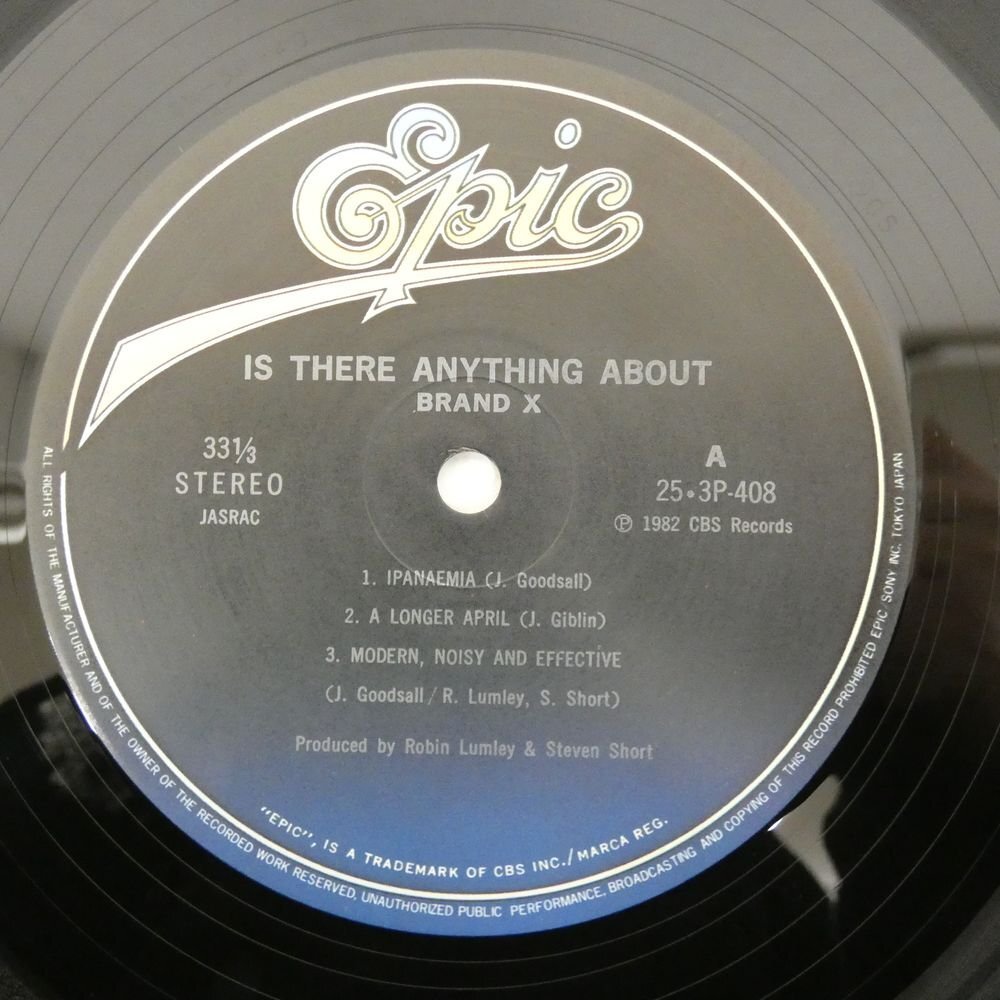 Epic
IS THERE ANYTHING ABOUT
BRAND X
33⅓
STEREO
JASRAC
A
25・3P-408
Ⓟ 1982 CBS Records
1. IPANAEMIA (J. Goodsall)
2. A LONGER APRIL (J. Giblin)
3. MODERN, NOISY AND EFFECTIVE
(J. Goodsall / R. Lumley, S. Short)
Produced by Robin Lumley & Steven Short
"EPIC", IS A TRADEMARK OF CBS INC./MARCA REG.
ALL RIGHTS OF THE MANUFACTURER AND OF THE OWNER OF THE RECORDED WORK RESERVED, UNAUTHORIZED PUBLIC PERFORMANCE, BROADCASTING AND COPYING OF THIS RECORD PROHIBITED EPIC/SONY INC. TOKYO JAPAN